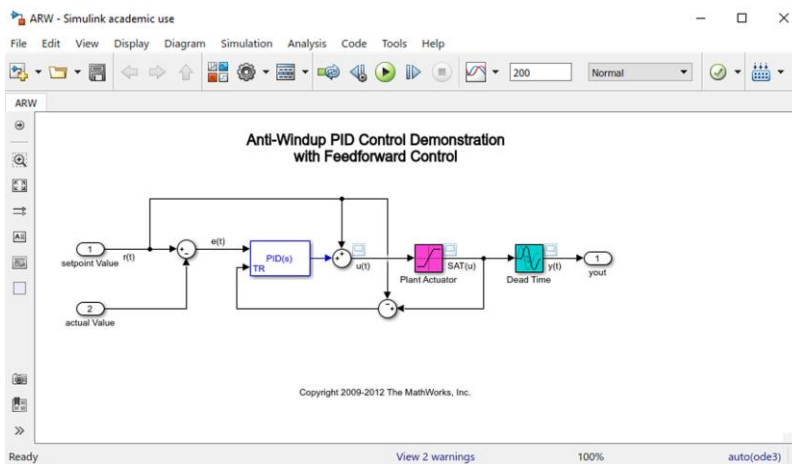 ARW - Simulink academic use
File Edit View Display Diagram Simulation Analysis Code Tools Help
200 Normal
ARW
Anti-Windup PID Control Demonstration
with Feedforward Control
1
setpoint Value
r(t)
e(t)
PID(s)
TR
u(t)
Plant Actuator
SAT(u)
Dead Time
y(t)
1
yout
2
actual Value
Copyright 2009-2012 The MathWorks, Inc.
Ready View 2 warnings 100% auto(ode3)